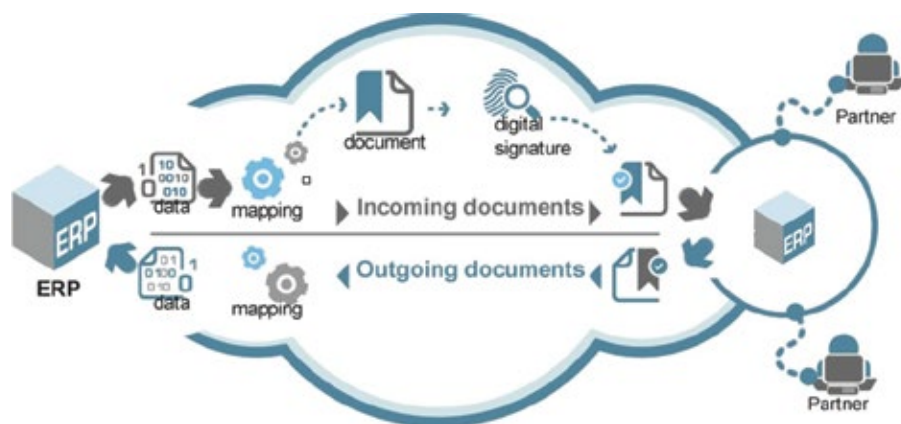 Partner
document
digital
signature
10
1 0010
0 010
data
mapping
Incoming documents
ERP
ERP
ERP
Outgoing documents
01
0100 1
010 0
data
mapping
Partner